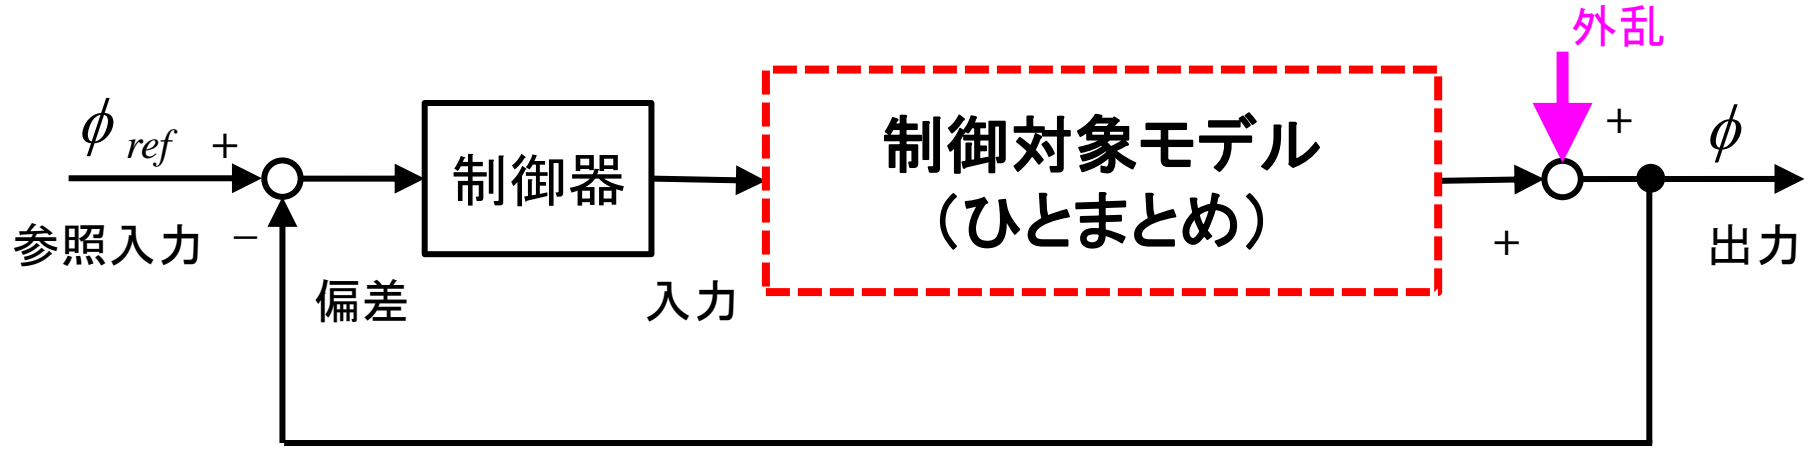 外乱
ϕ ref
+
制御器
制御対象モデル
（ひとまとめ）
+
ϕ
参照入力
−
偏差
入力
+
出力